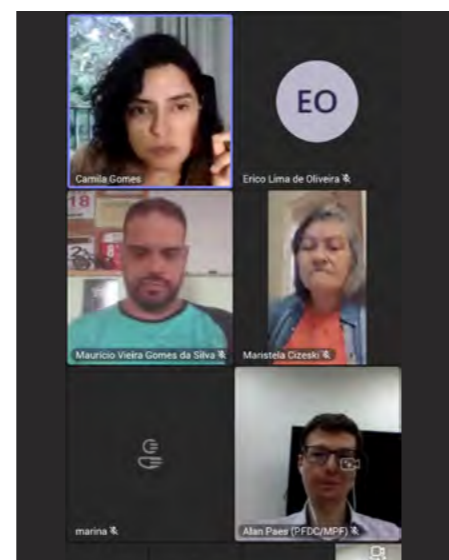 Camila Gomes
EO
Erico Lima de Oliveira
18
Mauricio Vieira Gomes da Silva
Maristela Cizeski
marina
Alan Paes (PFDC/MPF)